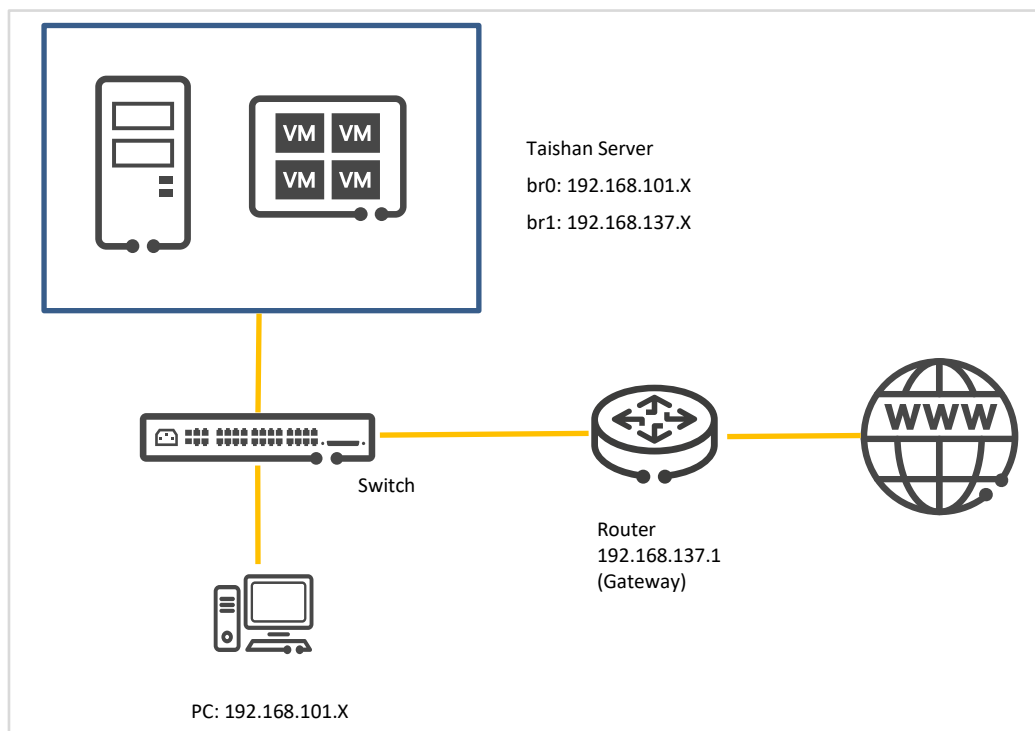 VM VM
VM VM
Taishan Server
br0: 192.168.101.X
br1: 192.168.137.X
WWW
Switch
Router
192.168.137.1
(Gateway)
PC: 192.168.101.X